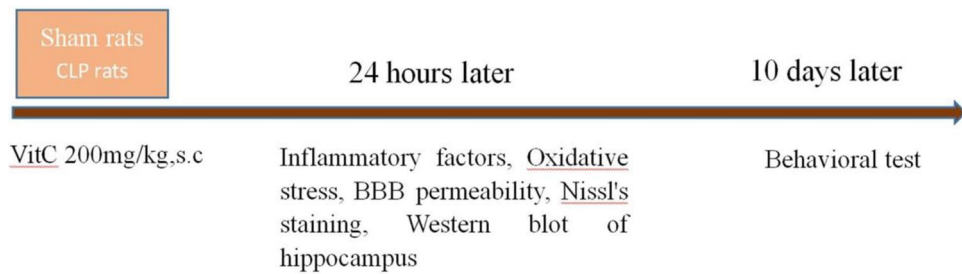 Sham rats
CLP rats
24 hours later
10 days later
VitC 200mg/kg,s.c
Inflammatory factors, Oxidative
stress, BBB permeability, Nissl's
staining, Western blot of
hippocampus
Behavioral test